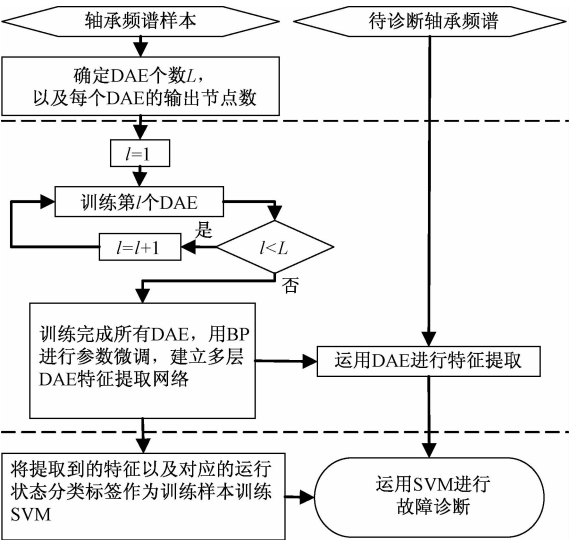 轴承频谱样本
待诊断轴承频谱
确定DAE个数L，
以及每个DAE的输出节点数
l=1
训练第l个DAE
是
l=l+1
l<L
否
训练完成所有DAE，用BP
进行参数微调，建立多层
DAE特征提取网络
运用DAE进行特征提取
将提取到的特征以及对应的运行
状态分类标签作为训练样本训练
SVM
运用SVM进行
故障诊断